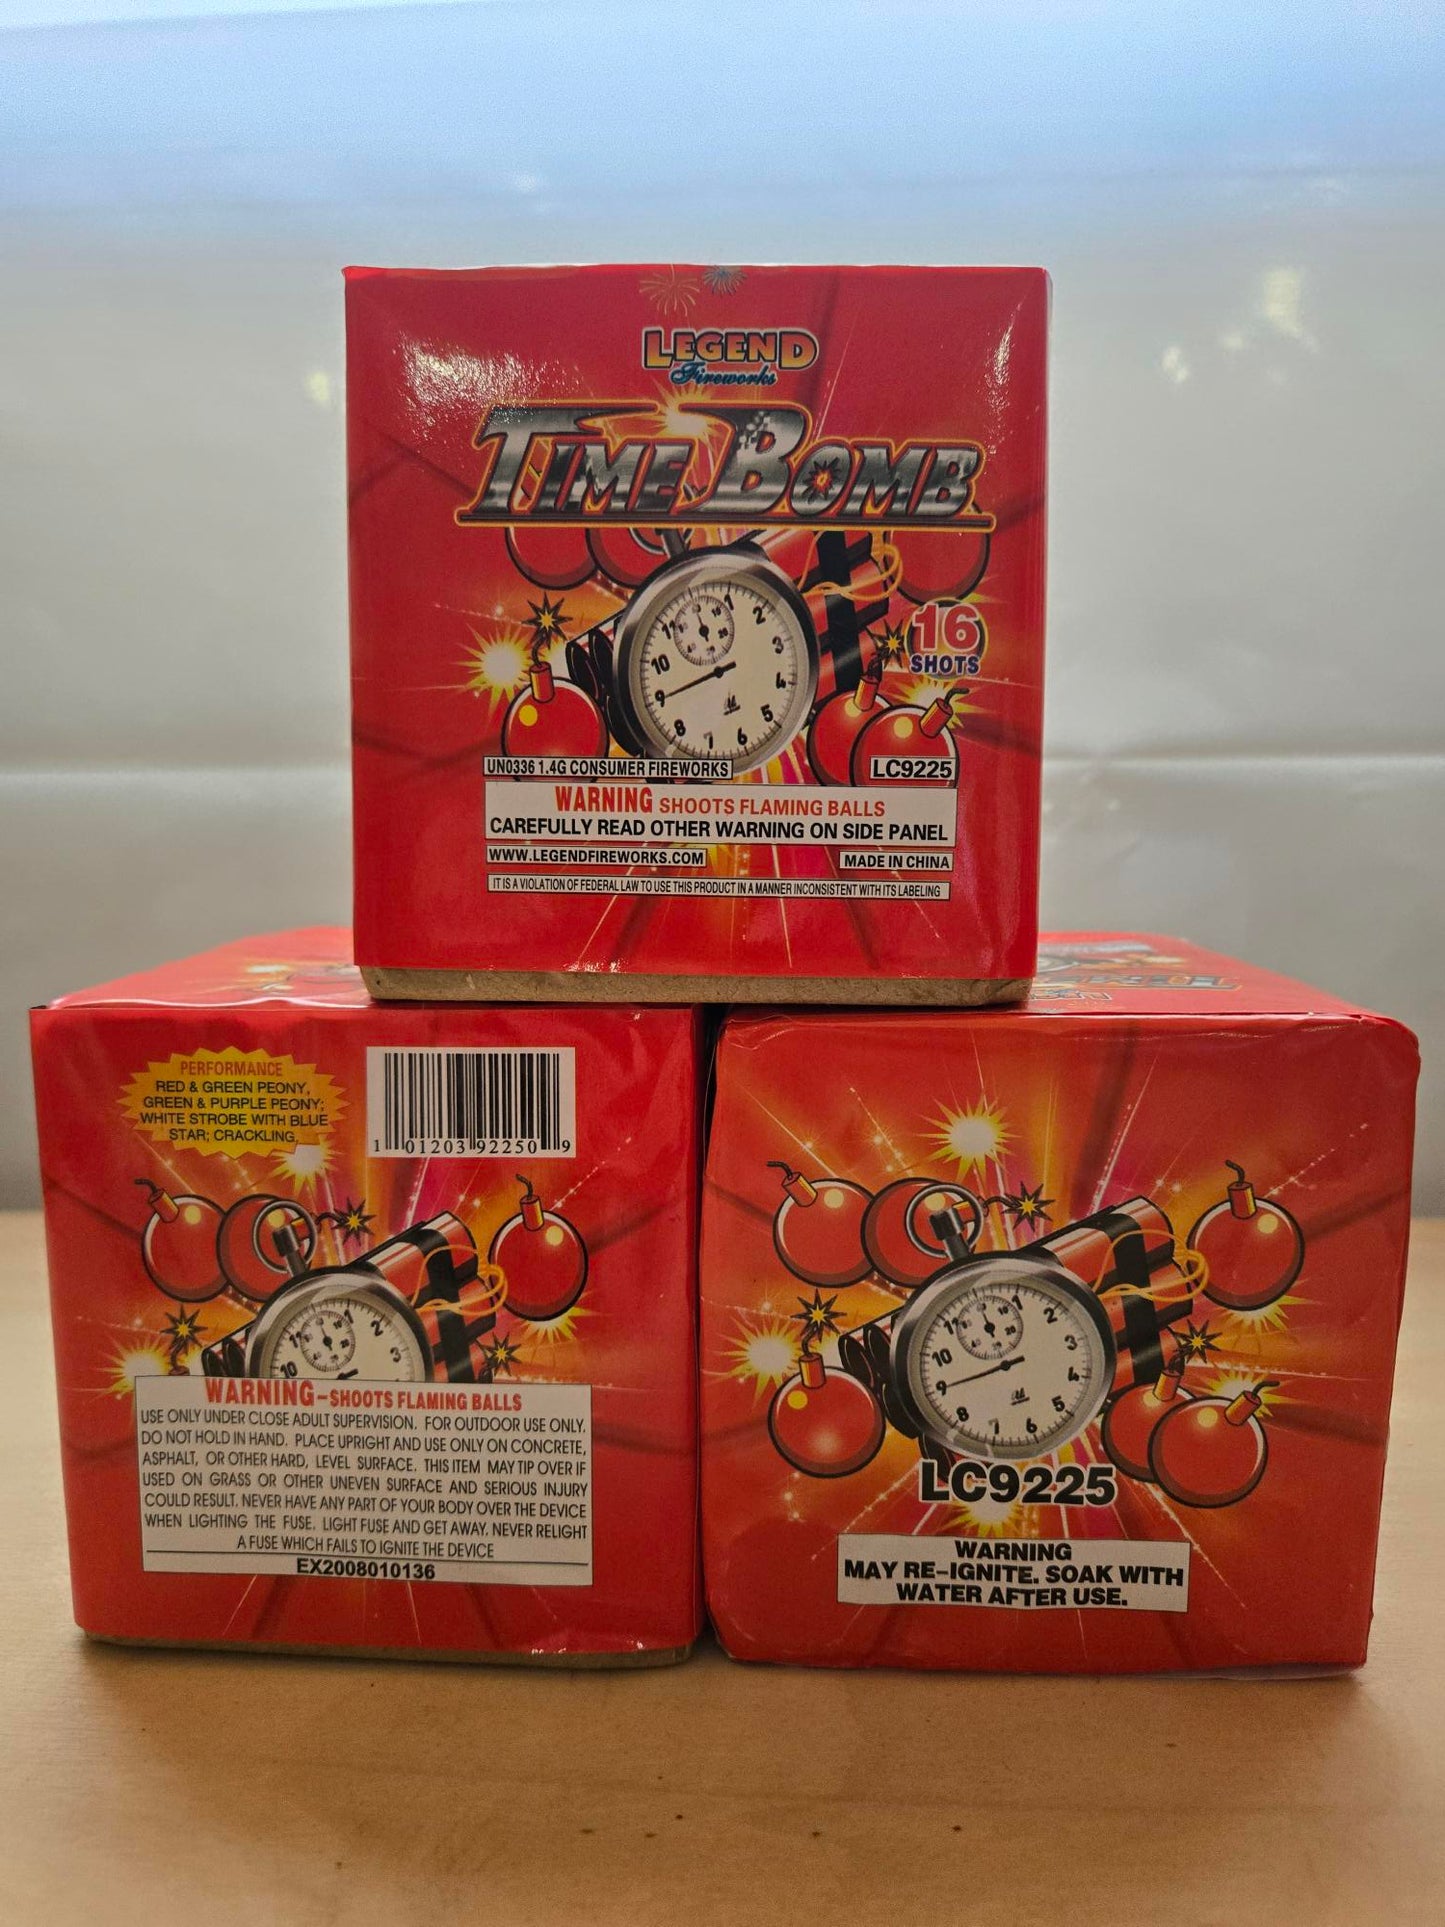 LEGEND
Fireworks
TIME BOMB
16
SHOTS
UN0336 1.4G CONSUMER FIREWORKS
LC9225
WARNING SHOOTS FLAMING BALLS
CAREFULLY READ OTHER WARNING ON SIDE PANEL
WWW.LEGENDFIREWORKS.COM
MADE IN CHINA
IT IS A VIOLATION OF FEDERAL LAW TO USE THIS PRODUCT IN A MANNER INCONSISTENT WITH ITS LABELING
PERFORMANCE
RED & GREEN PEONY,
GREEN & PURPLE PEONY;
WHITE STROBE WITH BLUE
STAR; CRACKLING.
1 01203 92250 9
WARNING-SHOOTS FLAMING BALLS
USE ONLY UNDER CLOSE ADULT SUPERVISION. FOR OUTDOOR USE ONLY.
DO NOT HOLD IN HAND. PLACE UPRIGHT AND USE ONLY ON CONCRETE,
ASPHALT, OR OTHER HARD, LEVEL SURFACE. THIS ITEM MAY TIP OVER IF
USED ON GRASS OR OTHER UNEVEN SURFACE AND SERIOUS INJURY
COULD RESULT. NEVER HAVE ANY PART OF YOUR BODY OVER THE DEVICE
WHEN LIGHTING THE FUSE. LIGHT FUSE AND GET AWAY. NEVER RELIGHT
A FUSE WHICH FAILS TO IGNITE THE DEVICE
EX2008010136
LC9225
WARNING
MAY RE-IGNITE. SOAK WITH
WATER AFTER USE.